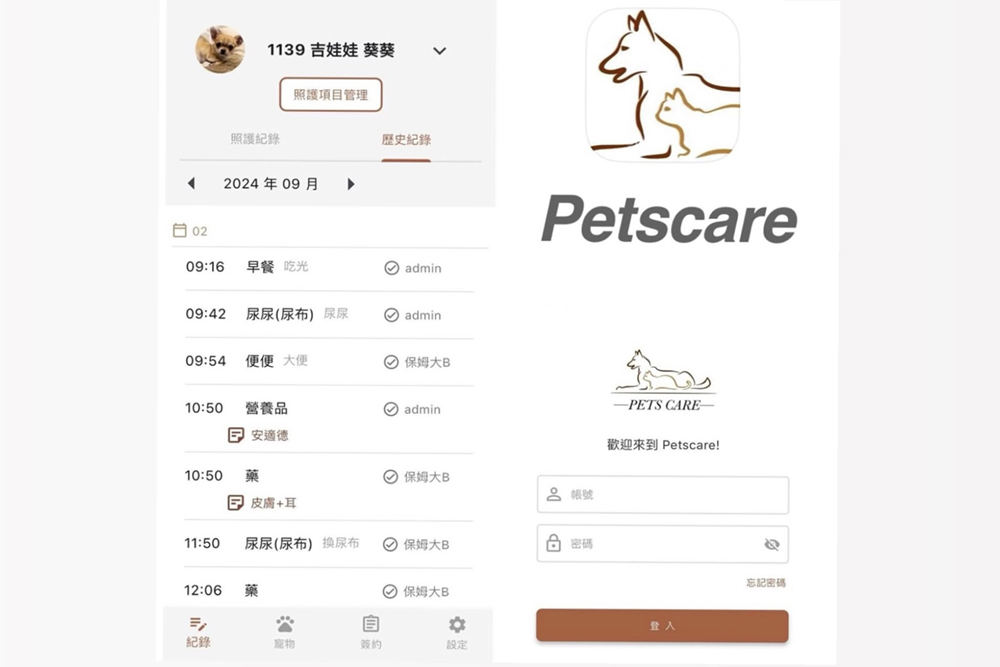 1139 吉娃娃 葵葵
照護項目管理
照護紀錄 歷史紀錄
2024 年 09 月
02
09:16 早餐 吃光 admin
09:42 尿尿(尿布) 尿尿 admin
09:54 便便 大便 保姆大B
10:50 營養品 admin
安適德
10:50 藥 保姆大B
皮膚+耳
11:50 尿尿(尿布) 換尿布 保姆大B
12:06 藥 保姆大B
紀錄 寵物 簽約 設定
Petscare
PETS CARE
歡迎來到 Petscare!
帳號
密碼
忘記密碼
登入